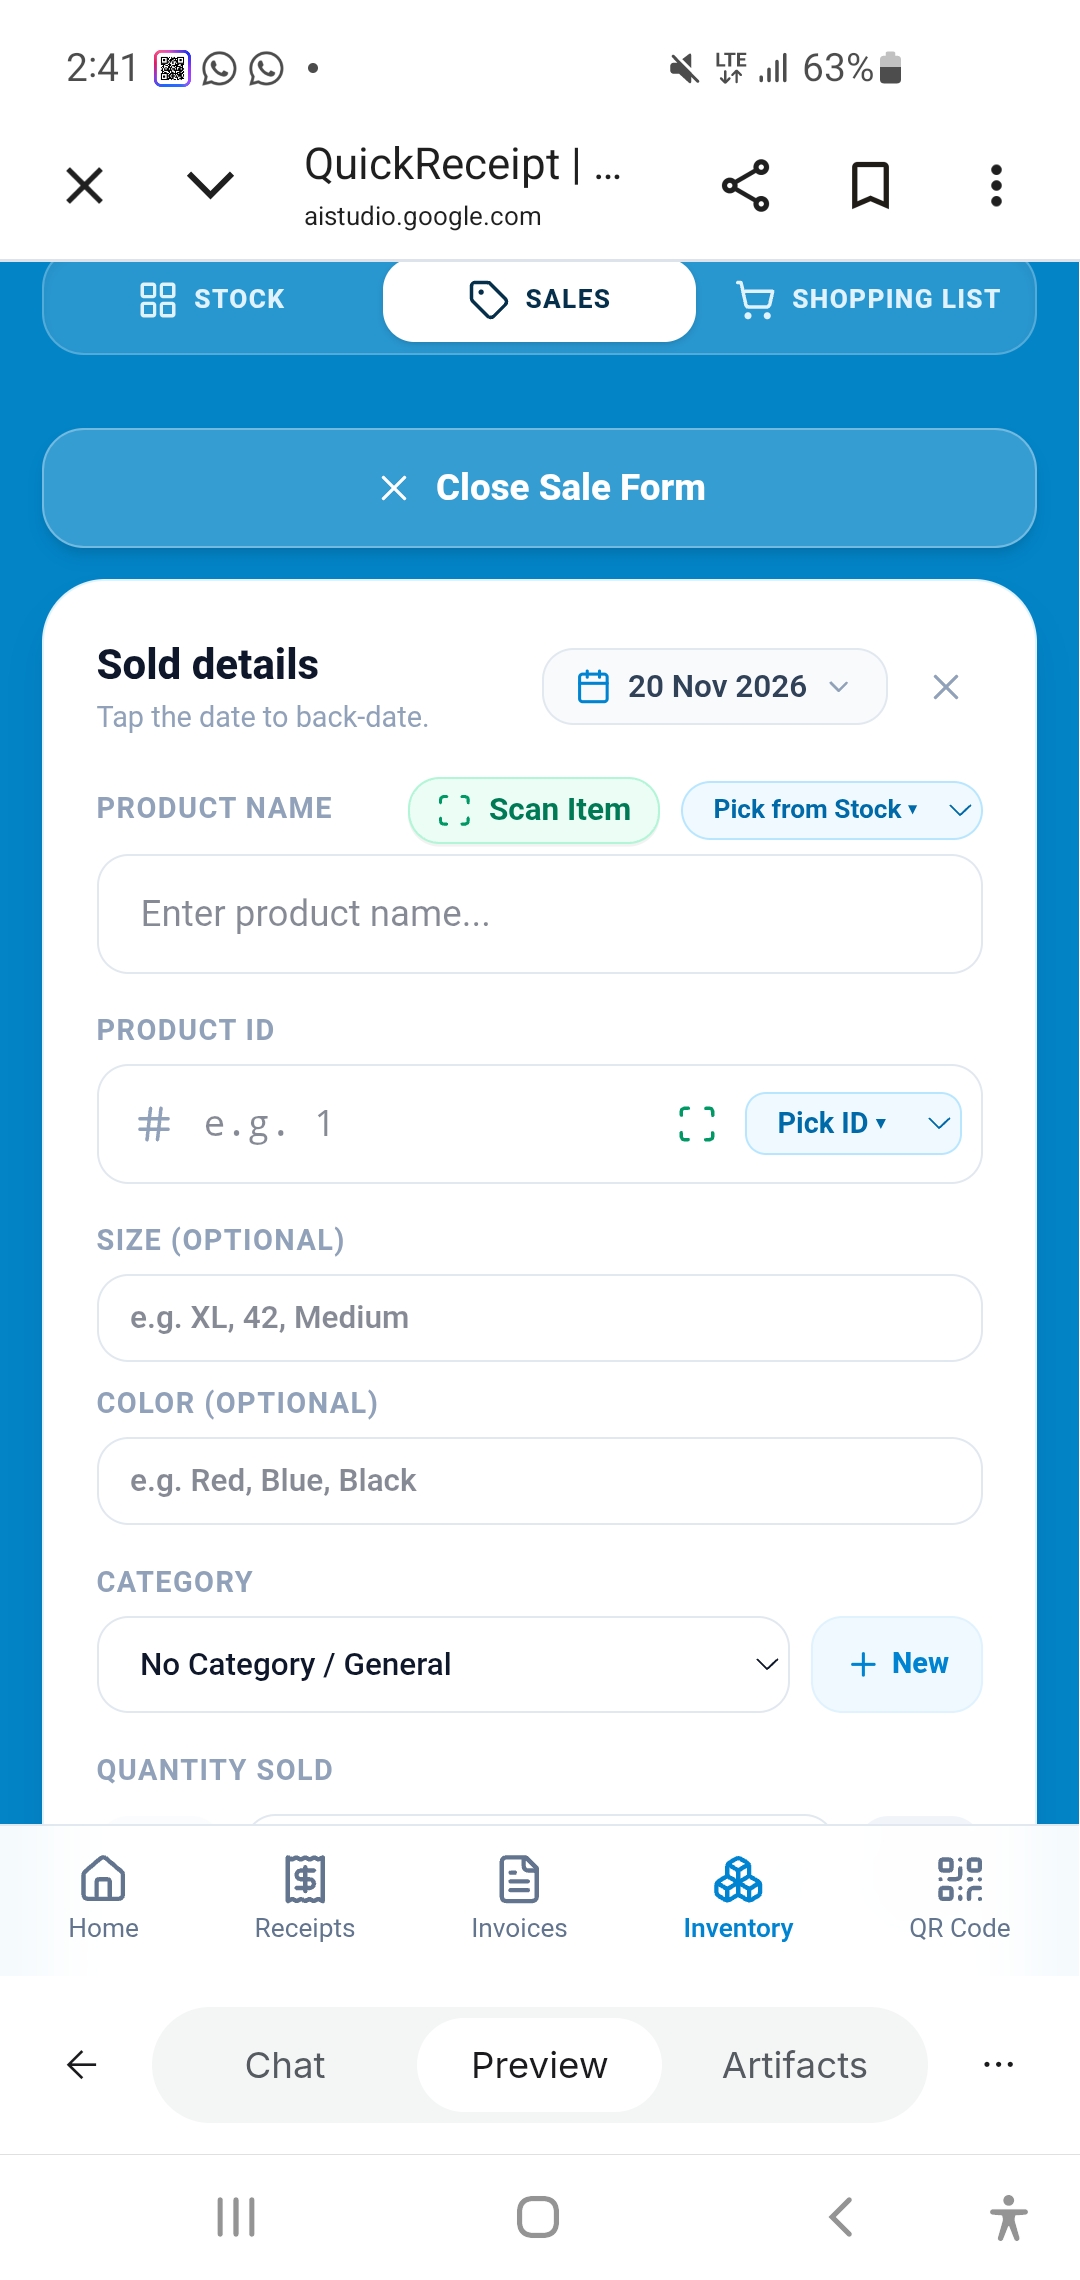 2:41
LTE
63%
QuickReceipt | ...
aistudio.google.com
STOCK
SALES
SHOPPING LIST
Close Sale Form
Sold details
20 Nov 2026
Tap the date to back-date.
PRODUCT NAME
Scan Item
Pick from Stock ▾
Enter product name...
PRODUCT ID
# e.g. 1
Pick ID ▾
SIZE (OPTIONAL)
e.g. XL, 42, Medium
COLOR (OPTIONAL)
e.g. Red, Blue, Black
CATEGORY
No Category / General
+ New
QUANTITY SOLD
Home
Receipts
Invoices
Inventory
QR Code
Chat
Preview
Artifacts